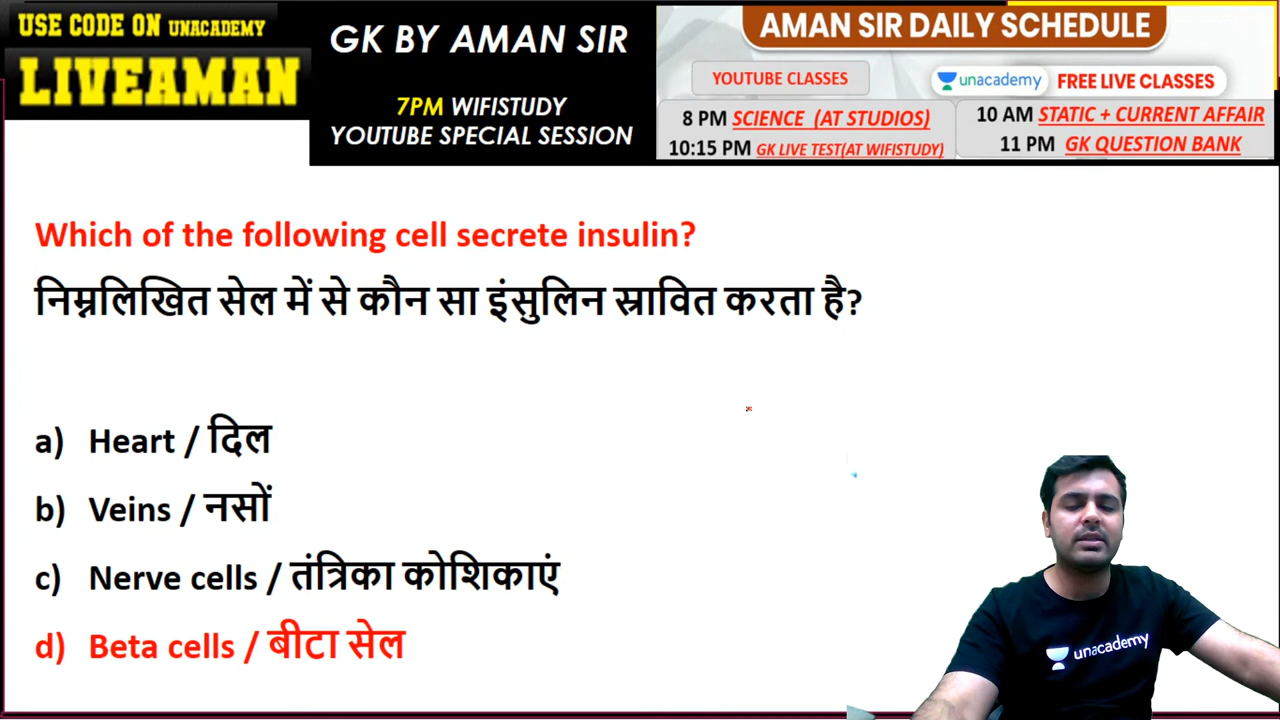 USE CODE ON UNACADEMY
LIVEAMAN
GK BY AMAN SIR
7PM WIFISTUDY
YOUTUBE SPECIAL SESSION
AMAN SIR DAILY SCHEDULE
YOUTUBE CLASSES
unacademy FREE LIVE CLASSES
8 PM SCIENCE (AT STUDIOS)
10:15 PM GK LIVE TEST(AT WIFISTUDY)
10 AM STATIC + CURRENT AFFAIR
11 PM GK QUESTION BANK
Which of the following cell secrete insulin?
निम्नलिखित सेल में से कौन सा इंसुलिन स्रावित करता है?
a) Heart / दिल
b) Veins / नसों
c) Nerve cells / तंत्रिका कोशिकाएं
d) Beta cells / बीटा सेल
unacademy